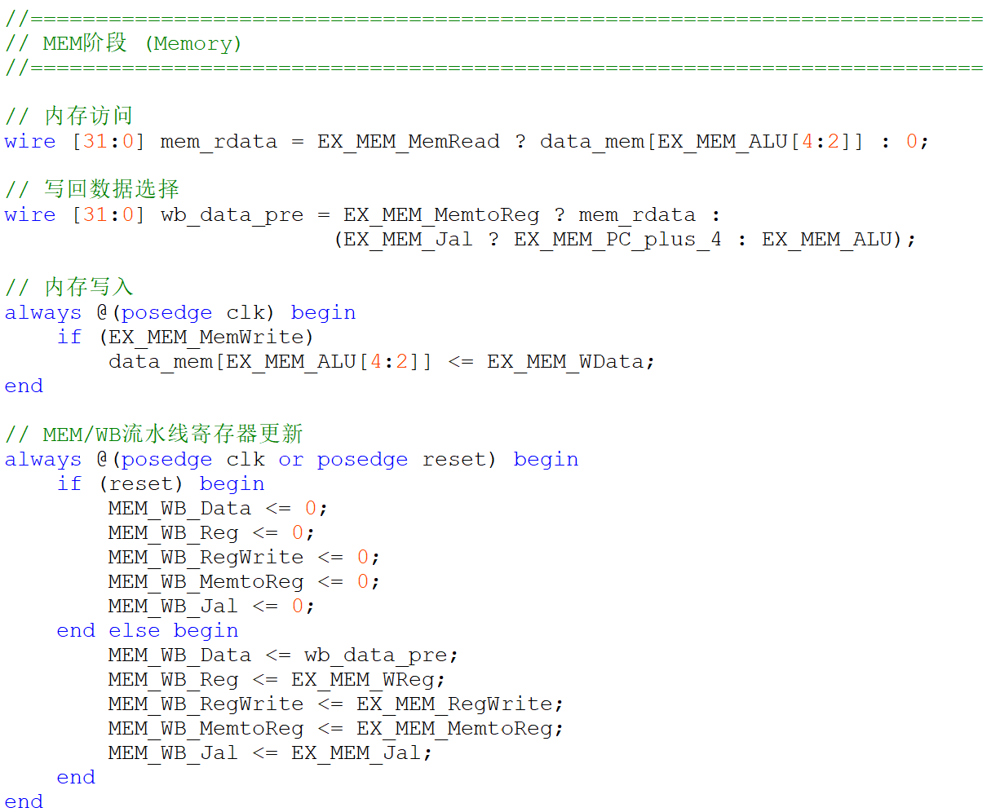 //=========================================================================
// MEM阶段 (Memory)
//=========================================================================
// 内存访问
wire [31:0] mem_rdata = EX_MEM_MemRead ? data_mem[EX_MEM_ALU[4:2]] : 0;
// 写回数据选择
wire [31:0] wb_data_pre = EX_MEM_MemtoReg ? mem_rdata :
(EX_MEM_Jal ? EX_MEM_PC_plus_4 : EX_MEM_ALU);
// 内存写入
always @(posedge clk) begin
if (EX_MEM_MemWrite)
data_mem[EX_MEM_ALU[4:2]] <= EX_MEM_WData;
end
// MEM/WB流水线寄存器更新
always @(posedge clk or posedge reset) begin
if (reset) begin
MEM_WB_Data <= 0;
MEM_WB_Reg <= 0;
MEM_WB_RegWrite <= 0;
MEM_WB_MemtoReg <= 0;
MEM_WB_Jal <= 0;
end else begin
MEM_WB_Data <= wb_data_pre;
MEM_WB_Reg <= EX_MEM_WReg;
MEM_WB_RegWrite <= EX_MEM_RegWrite;
MEM_WB_MemtoReg <= EX_MEM_MemtoReg;
MEM_WB_Jal <= EX_MEM_Jal;
end
end